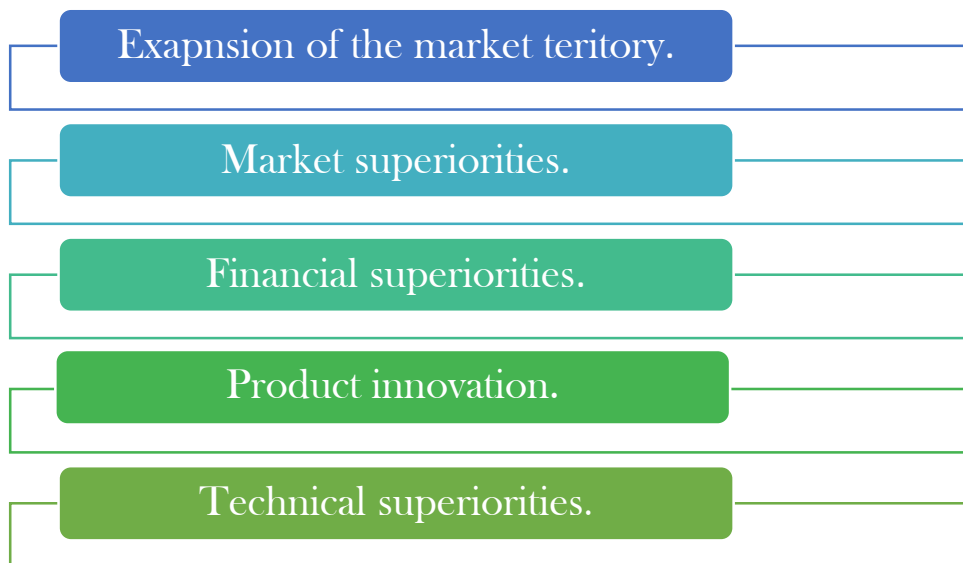 Exapnsion of the market teritory.
Market superiorities.
Financial superiorities.
Product innovation.
Technical superiorities.